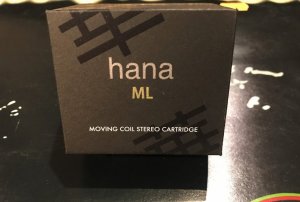 hana
ML
MOVING COIL STEREO CARTRIDGE